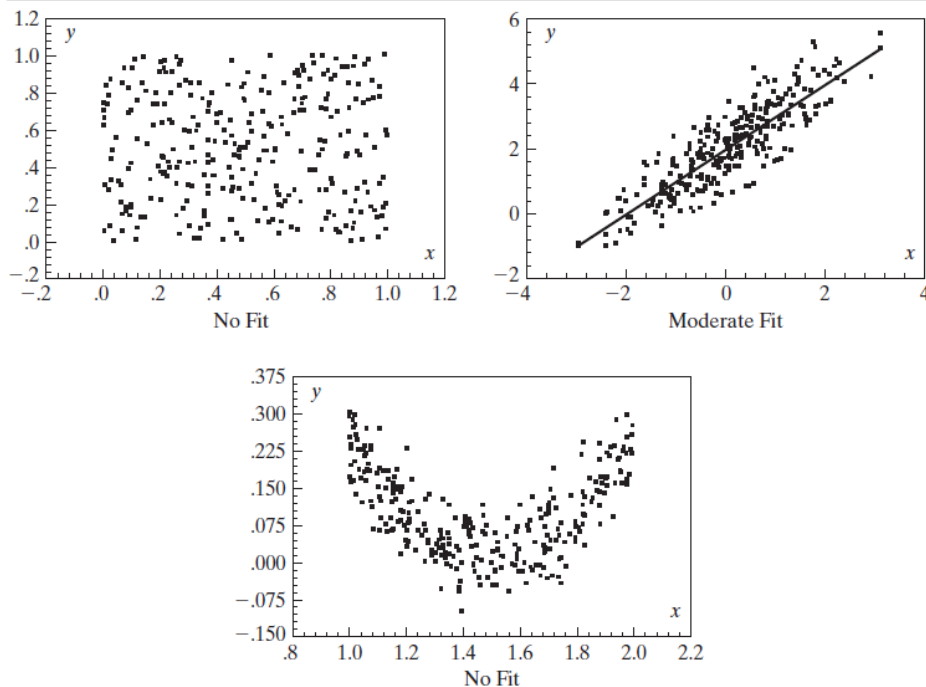 1.2
1.0
.8
.6
.4
.2
.0
−.2
y
x
−.2 .0 .2 .4 .6 .8 1.0 1.2
No Fit
6
4
2
0
−2
y
x
−4 −2 0 2 4
Moderate Fit
.375
.300
.225
.150
.075
.000
−.075
−.150
y
x
.8 1.0 1.2 1.4 1.6 1.8 2.0 2.2
No Fit